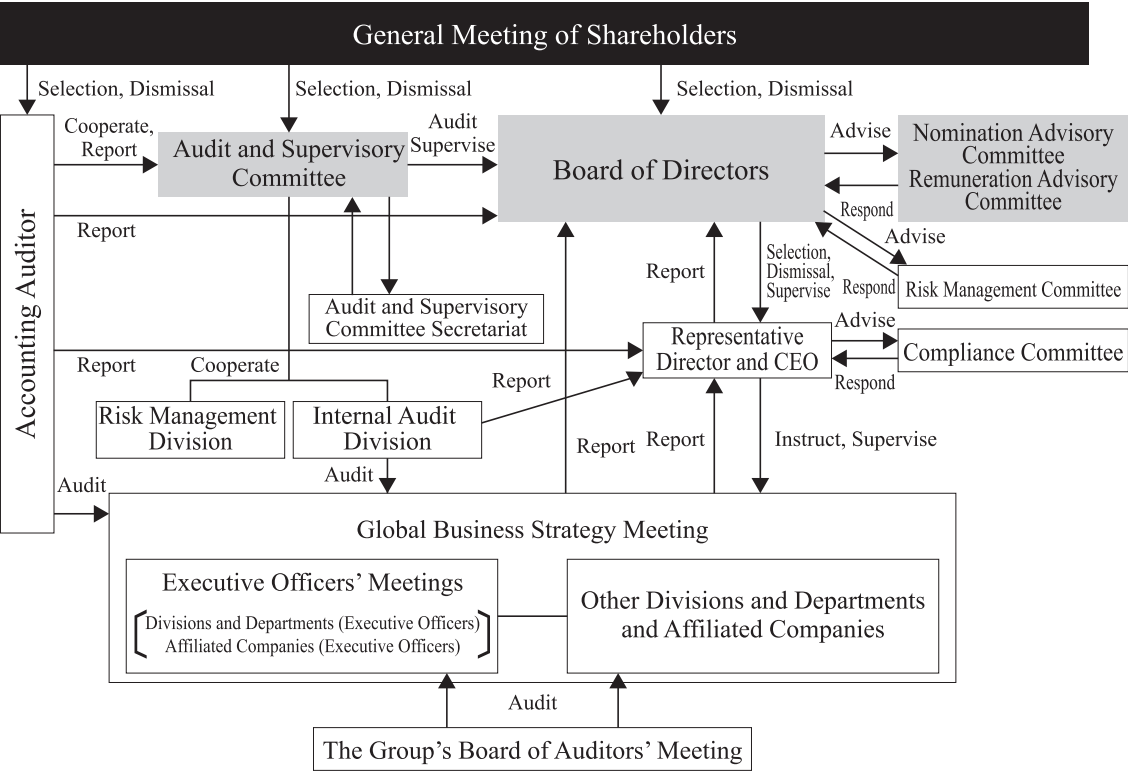 General Meeting of Shareholders
Selection, Dismissal
Selection, Dismissal
Selection, Dismissal
Accounting Auditor
Cooperate,
Report
Audit and Supervisory
Committee
Audit
Supervise
Board of Directors
Advise
Nomination Advisory
Committee
Remuneration Advisory
Committee
Respond
Report
Advise
Respond
Risk Management Committee
Audit and Supervisory
Committee Secretariat
Report
Selection,
Dismissal,
Supervise
Representative
Director and CEO
Advise
Respond
Compliance Committee
Report
Cooperate
Report
Risk Management
Division
Internal Audit
Division
Report
Report
Instruct, Supervise
Audit
Audit
Global Business Strategy Meeting
Executive Officers’ Meetings
Divisions and Departments (Executive Officers)
Affiliated Companies (Executive Officers)
Other Divisions and Departments
and Affiliated Companies
Audit
The Group’s Board of Auditors’ Meeting